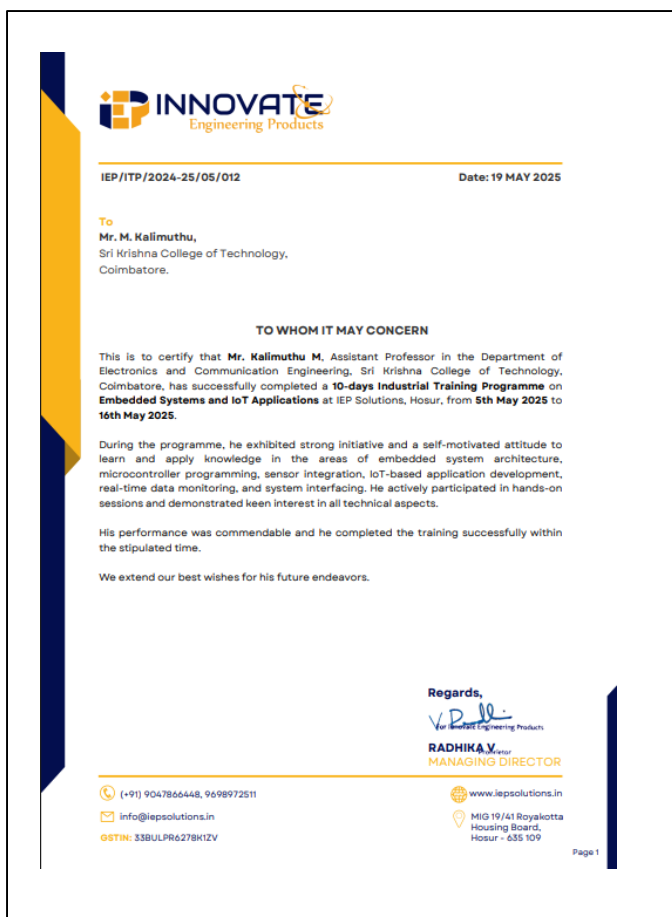 iEP INNOVATE
Engineering Products
IEP/ITP/2024-25/05/012 Date: 19 MAY 2025
To
Mr. M. Kalimuthu,
Sri Krishna College of Technology,
Coimbatore.
TO WHOM IT MAY CONCERN
This is to certify that Mr. Kalimuthu M, Assistant Professor in the Department of
Electronics and Communication Engineering, Sri Krishna College of Technology,
Coimbatore, has successfully completed a 10-days Industrial Training Programme on
Embedded Systems and IoT Applications at IEP Solutions, Hosur, from 5th May 2025 to
16th May 2025.
During the programme, he exhibited strong initiative and a self-motivated attitude to
learn and apply knowledge in the areas of embedded system architecture,
microcontroller programming, sensor integration, IoT-based application development,
real-time data monitoring, and system interfacing. He actively participated in hands-on
sessions and demonstrated keen interest in all technical aspects.
His performance was commendable and he completed the training successfully within
the stipulated time.
We extend our best wishes for his future endeavors.
Regards,
For Innovate Engineering Products
RADHIKA V
Proprietor
MANAGING DIRECTOR
(+91) 9047866448, 9698972511
info@iepsolutions.in
GSTIN: 33BULPR6278K1ZV
www.iepsolutions.in
MIG 19/41 Royakotta
Housing Board,
Hosur - 635 109
Page 1